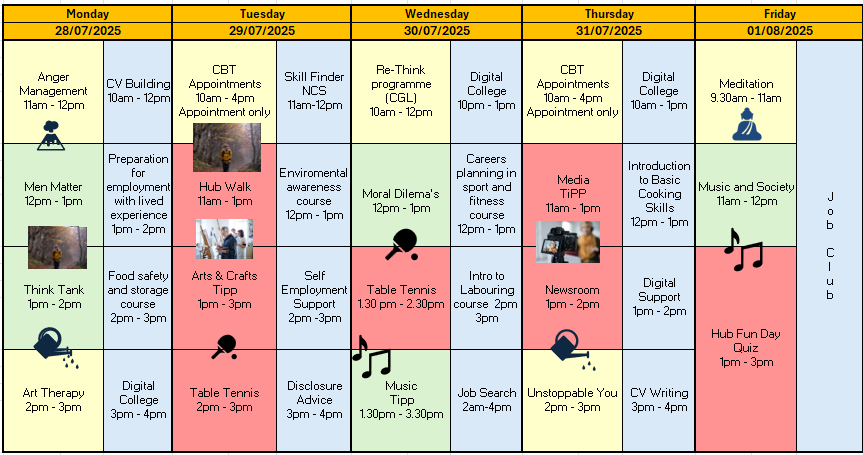 Monday
Tuesday
Wednesday
Thursday
Friday
28/07/2025
29/07/2025
30/07/2025
31/07/2025
01/08/2025
Anger
Management
11am - 12pm
CV Building
10am - 12pm
CBT
Appointments
10am - 4pm
Appointment only
Skill Finder
NCS
11am-12pm
Re-Think
programme
(CGL)
10am - 12pm
Digital
College
10pm - 1pm
CBT
Appointments
10am - 4pm
Appointment only
Digital
College
10am - 1pm
Meditation
9.30am - 11am
Job Club
Men Matter
12pm - 1pm
Preparation
for
employment
with lived
experience
1pm - 2pm
Hub Walk
11am - 1pm
Enviromental
awareness
course
12pm - 1pm
Moral Dilema's
12pm - 1pm
Careers
planning in
sport and
fitness
course
12pm - 1pm
Media
TiPP
11am - 1pm
Introduction
to Basic
Cooking
Skills
12pm - 1pm
Music and Society
11am - 12pm
Think Tank
1pm - 2pm
Food safety
and storage
course
2pm - 3pm
Arts & Crafts
Tipp
1pm - 3pm
Self
Employment
Support
2pm -3pm
Table Tennis
1.30 pm - 2.30pm
Intro to
Labouring
course 2pm
3pm
Newsroom
1pm - 2pm
Digital
Support
1pm - 2pm
Hub Fun Day
Quiz
1pm - 3pm
Art Therapy
2pm - 3pm
Digital
College
3pm - 4pm
Table Tennis
2pm - 3pm
Disclosure
Advice
3pm - 4pm
Music
Tipp
1.30pm - 3.30pm
Job Search
2am-4pm
Unstoppable You
2pm - 3pm
CV Writing
3pm - 4pm